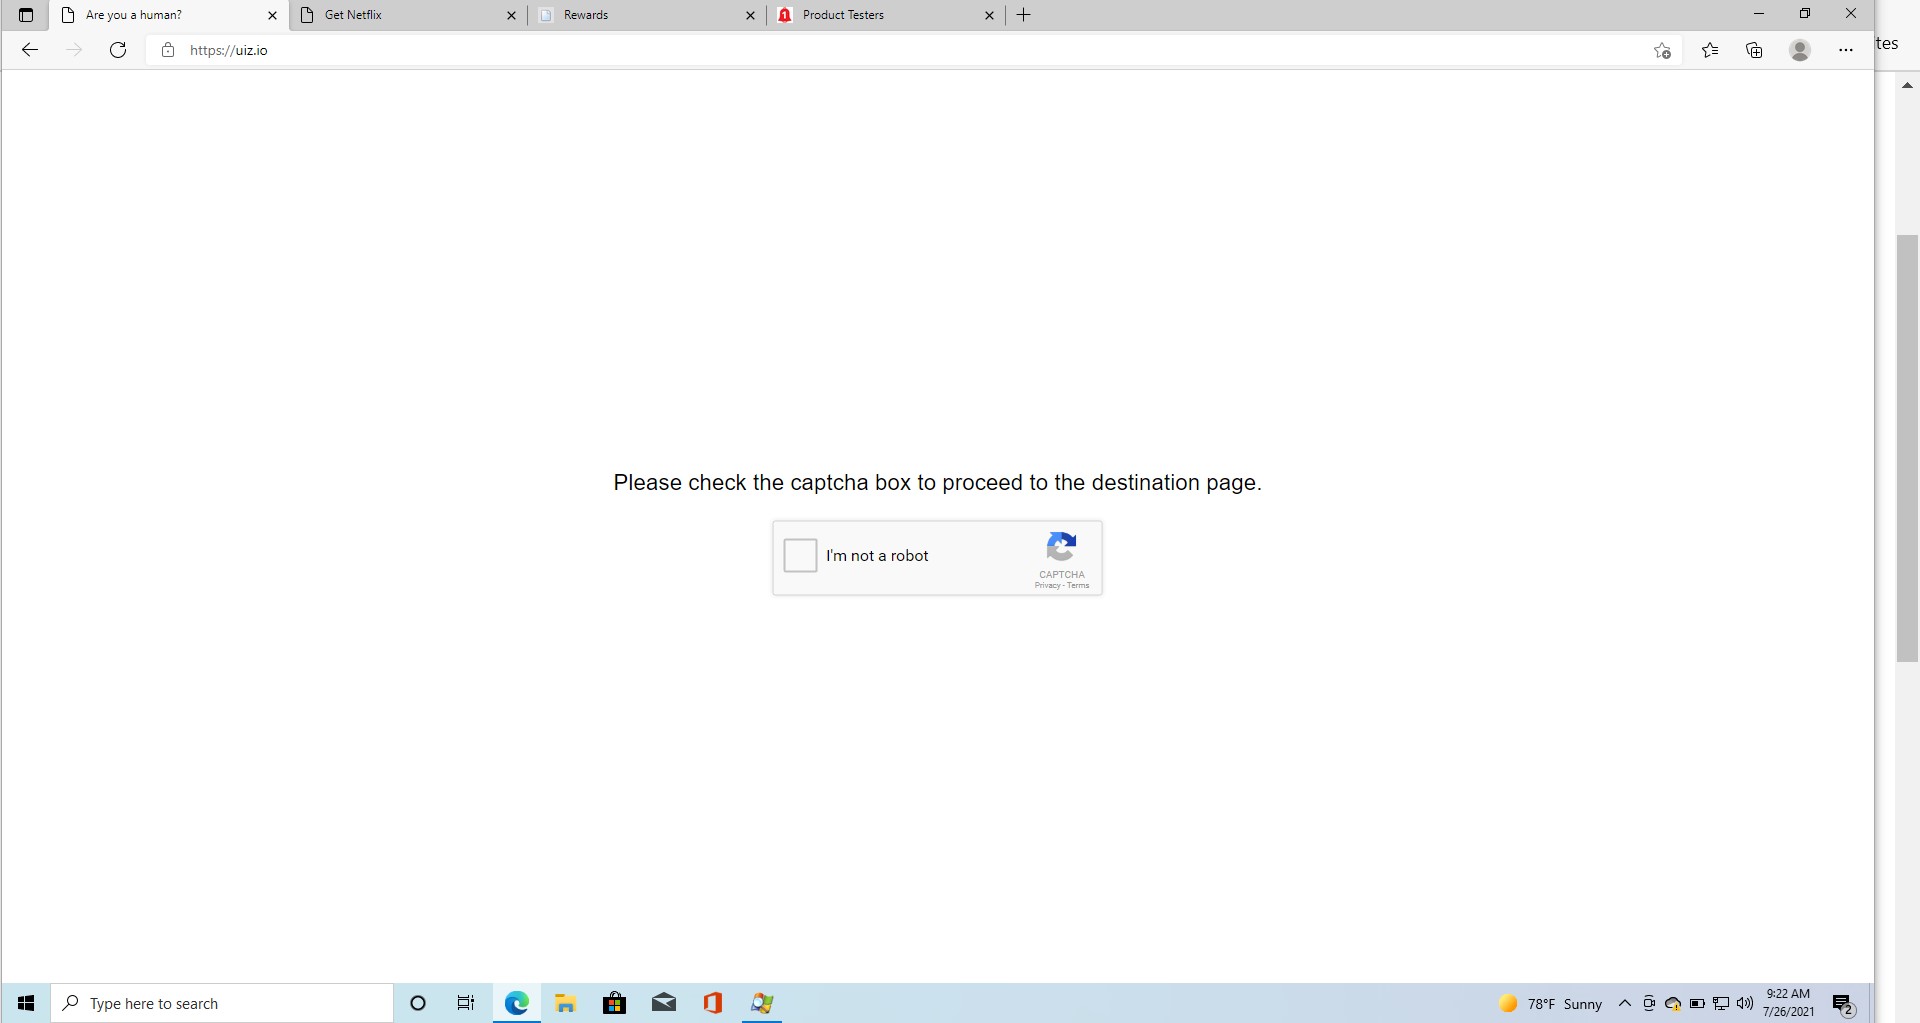 Are you a human?
Get Netflix
Rewards
1
Product Testers
https://uiz.io
tes
Please check the captcha box to proceed to the destination page.
I'm not a robot
CAPTCHA
Privacy - Terms
Type here to search
78°F Sunny
9:22 AM
7/26/2021
2